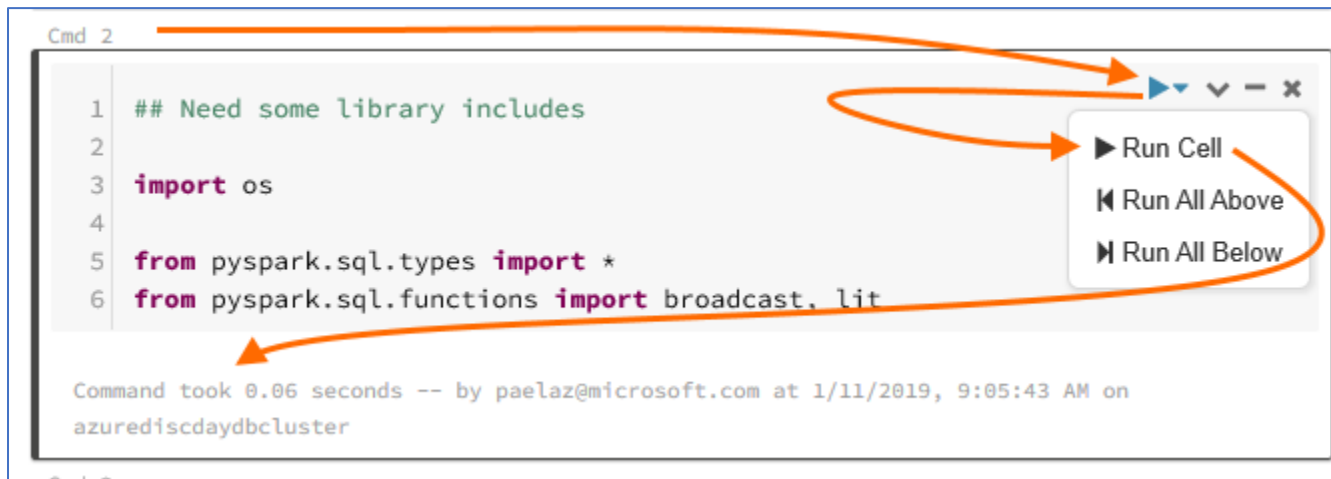 Cmd 2
1 ## Need some library includes
2
3 import os
4
5 from pyspark.sql.types import *
6 from pyspark.sql.functions import broadcast, lit
Run Cell
Run All Above
Run All Below
Command took 0.06 seconds -- by paelaz@microsoft.com at 1/11/2019, 9:05:43 AM on
azurediscdaydbcluster